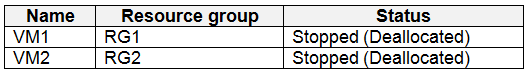 Name Resource group Status
VM1 RG1 Stopped (Deallocated)
VM2 RG2 Stopped (Deallocated)